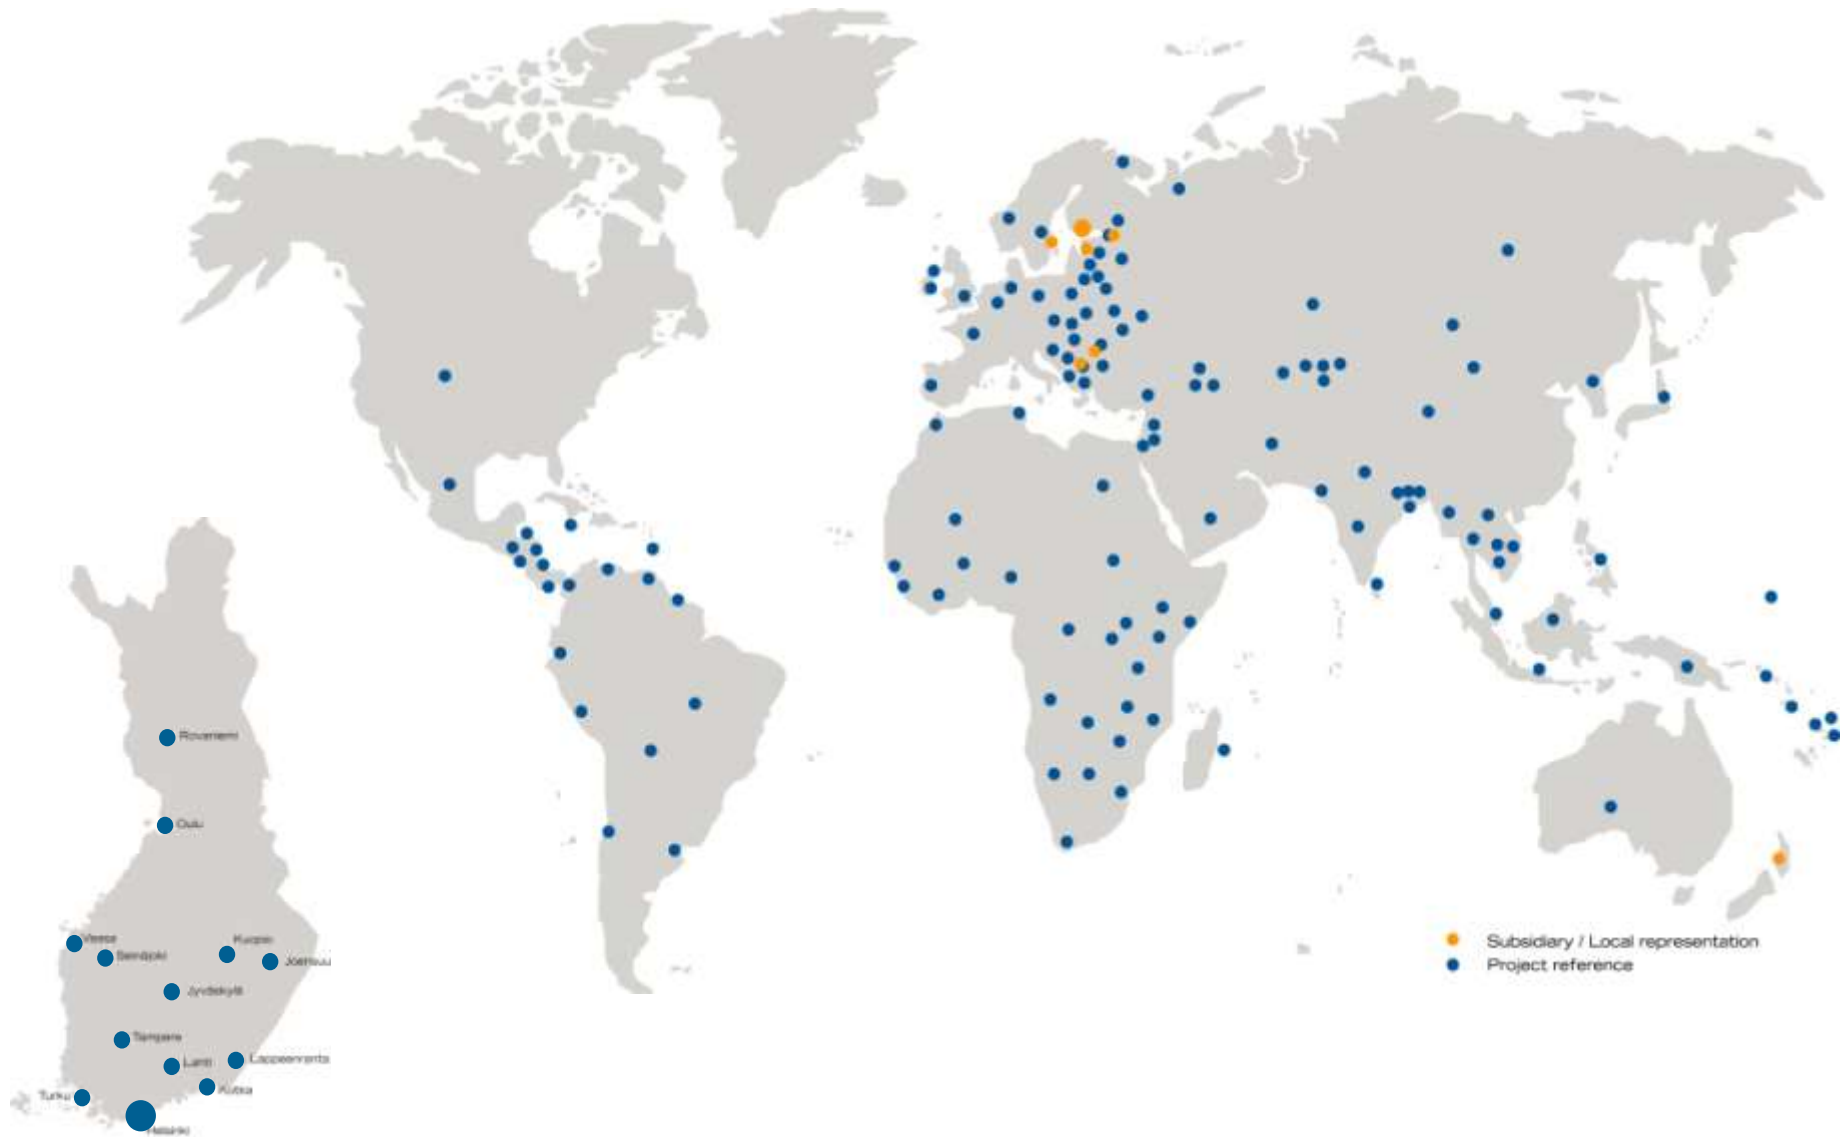 Rovaniemi
Oulu
Vaasa
Seinäjoki
Kuopio
Joensuu
Jyväskylä
Tampere
Lahti
Lappeenranta
Kotka
Turku
Helsinki
Subsidiary / Local representation
Project reference